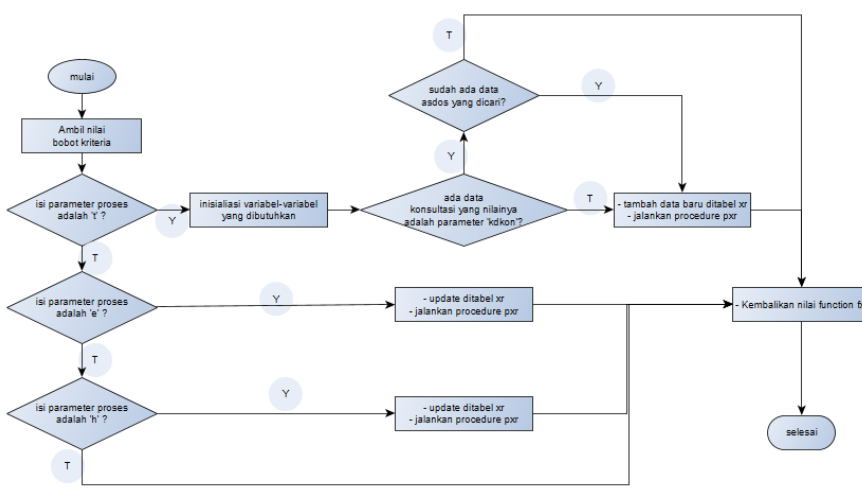 T
mulai
sudah ada data
asdos yang dicari?
Y
Ambil nilai
bobot kriteria
Y
isi parameter proses
adalah 't' ?
Y
inisialiasi variabel-variabel
yang dibutuhkan
ada data
konsultasi yang nilainya
adalah parameter 'kdkon'?
T
- tambah data baru ditabel xr
- jalankan procedure pxr
T
isi parameter proses
adalah 'e' ?
Y
- update ditabel xr
- jalankan procedure pxr
- Kembalikan nilai function
T
isi parameter proses
adalah 'h' ?
Y
- update ditabel xr
- jalankan procedure pxr
selesai
T